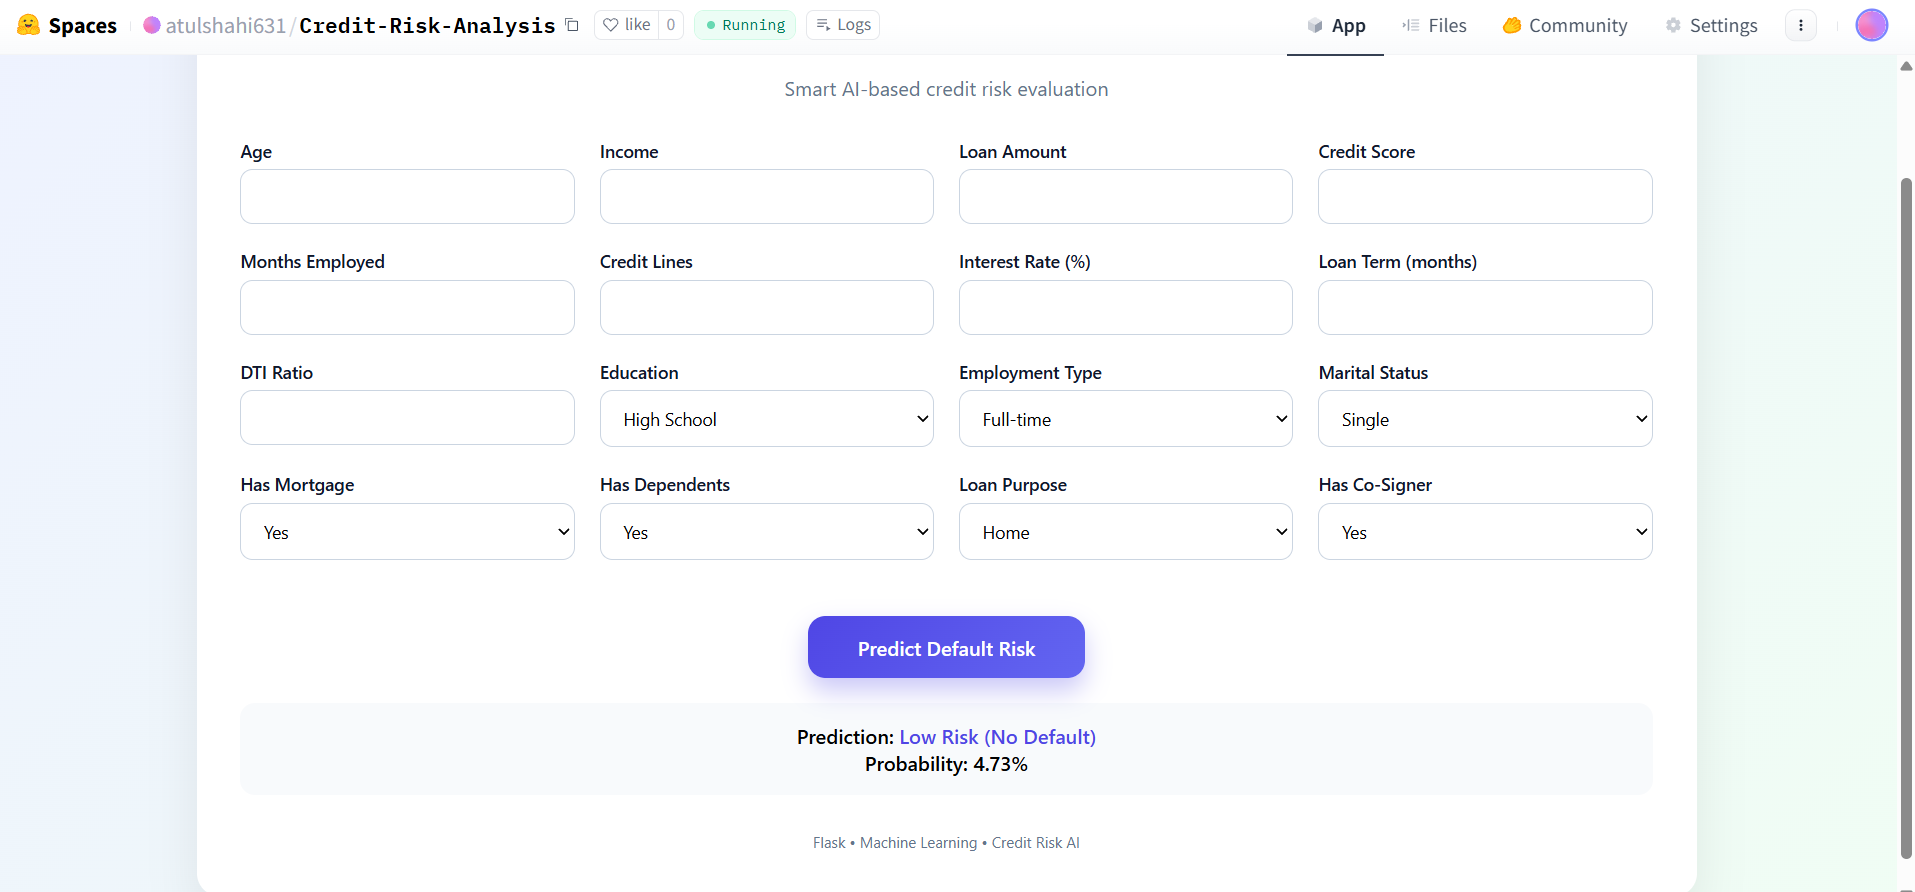 Spaces atulshahi631/Credit-Risk-Analysis like 0 Running Logs App Files Community Settings
Smart AI-based credit risk evaluation
Age Income Loan Amount Credit Score
Months Employed Credit Lines Interest Rate (%) Loan Term (months)
DTI Ratio Education Employment Type Marital Status
High School Full-time Single
Has Mortgage Has Dependents Loan Purpose Has Co-Signer
Yes Yes Home Yes
Predict Default Risk
Prediction: Low Risk (No Default)
Probability: 4.73%
Flask • Machine Learning • Credit Risk AI